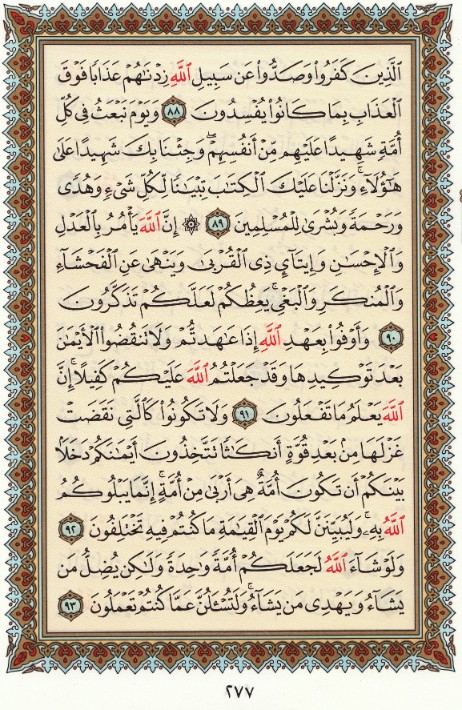 ٱلَّذِينَ كَفَرُوا۟ وَصَدُّوا۟ عَن سَبِيلِ ٱللَّهِ زِدْنَٰهُمْ عَذَابًا فَوْقَ
ٱلْعَذَابِ بِمَا كَانُوا۟ يُفْسِدُونَ ٨٨ وَيَوْمَ نَبْعَثُ فِى كُلِّ
أُمَّةٍ شَهِيدًا عَلَيْهِم مِّنْ أَنفُسِهِمْ ۖ وَجِئْنَا بِكَ شَهِيدًا عَلَىٰ
هَٰٓؤُلَآءِ ۚ وَنَزَّلْنَا عَلَيْكَ ٱلْكِتَٰبَ تِبْيَٰنًا لِّكُلِّ شَىْءٍ وَهُدًى
وَرَحْمَةً وَبُشْرَىٰ لِلْمُسْلِمِينَ ٨٩ ۞ إِنَّ ٱللَّهَ يَأْمُرُ بِٱلْعَدْلِ
وَٱلْإِحْسَٰنِ وَإِيتَآئِ ذِى ٱلْقُرْبَىٰ وَيَنْهَىٰ عَنِ ٱلْفَحْشَآءِ
وَٱلْمُنكَرِ وَٱلْبَغْىِ ۚ يَعِظُكُمْ لَعَلَّكُمْ تَذَكَّرُونَ
٩٠ وَأَوْفُوا۟ بِعَهْدِ ٱللَّهِ إِذَا عَٰهَدتُّمْ وَلَا تَنقُضُوا۟ ٱلْأَيْمَٰنَ
بَعْدَ تَوْكِيدِهَا وَقَدْ جَعَلْتُمُ ٱللَّهَ عَلَيْكُمْ كَفِيلًا ۚ إِنَّ
ٱللَّهَ يَعْلَمُ مَا تَفْعَلُونَ ٩١ وَلَا تَكُونُوا۟ كَٱلَّتِى نَقَضَتْ
غَزْلَهَا مِنۢ بَعْدِ قُوَّةٍ أَنكَٰثًا تَتَّخِذُونَ أَيْمَٰنَكُمْ دَخَلًۢا
بَيْنَكُمْ أَن تَكُونَ أُمَّةٌ هِىَ أَرْبَىٰ مِنْ أُمَّةٍ ۚ إِنَّمَا يَبْلُوكُمُ
ٱللَّهُ بِهِۦ ۚ وَلَيُبَيِّنَنَّ لَكُمْ يَوْمَ ٱلْقِيَٰمَةِ مَا كُنتُمْ فِيهِ تَخْتَلِفُونَ ٩٢
وَلَوْ شَآءَ ٱللَّهُ لَجَعَلَكُمْ أُمَّةً وَٰحِدَةً وَلَٰكِن يُضِلُّ مَن
يَشَآءُ وَيَهْدِى مَن يَشَآءُ ۚ وَلَتُسْـَٔلُنَّ عَمَّا كُنتُمْ تَعْمَلُونَ ٩٣
٢٧٧